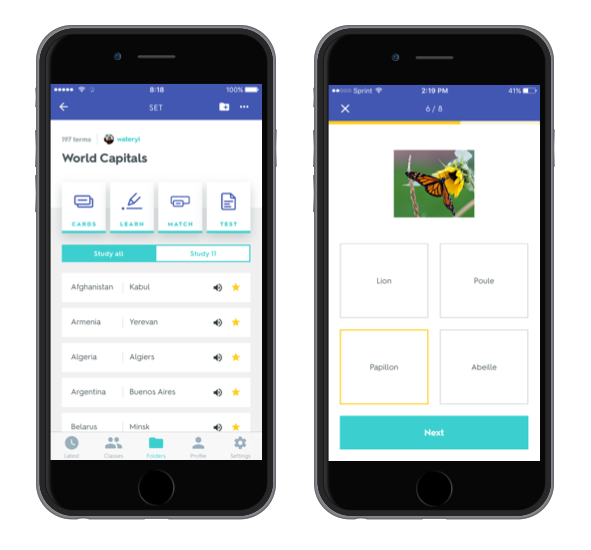 8:18
100%
SET
197 terms
wateryi
World Capitals
CARDS
LEARN
MATCH
TEST
Study all
Study 11
Afghanistan
Kabul
Armenia
Yerevan
Algeria
Algiers
Argentina
Buenos Aires
Belarus
Minsk
Latest
Classes
Folders
Profile
Settings
Sprint
2:19 PM
41%
6 / 8
Lion
Poule
Papillon
Abeille
Next